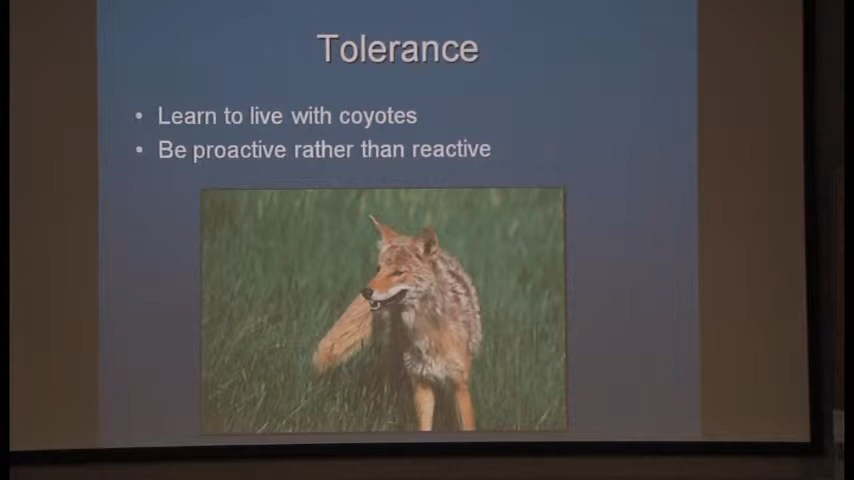 Tolerance
• Learn to live with coyotes
• Be proactive rather than reactive